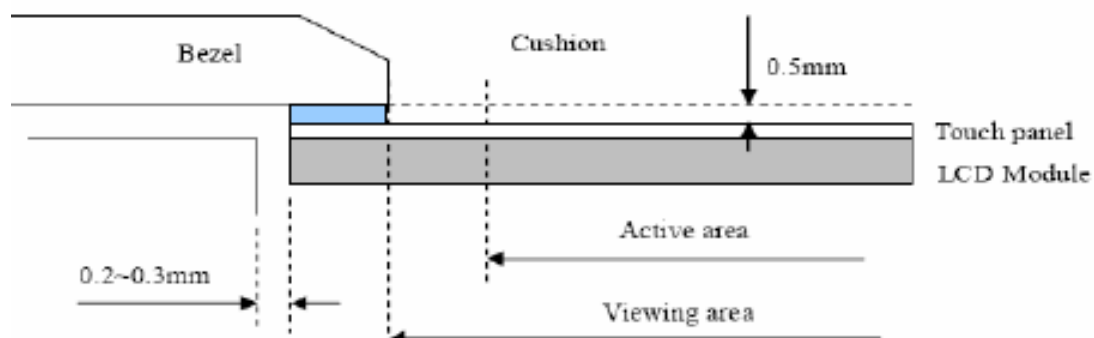 Bezel
Cushion
0.5mm
Touch panel
LCD Module
Active area
0.2~0.3mm
Viewing area